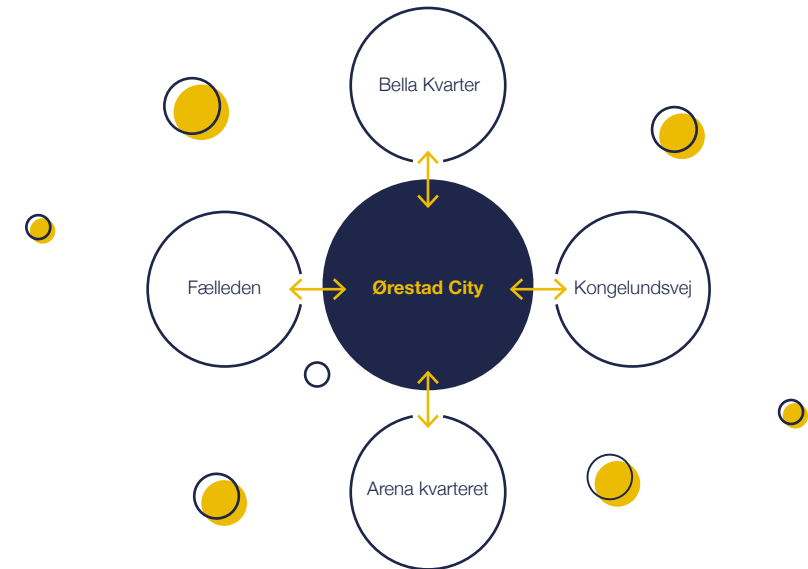 Bella Kvarter
Fælleden
Ørestad City
Kongelundsvej
Arena kvarteret